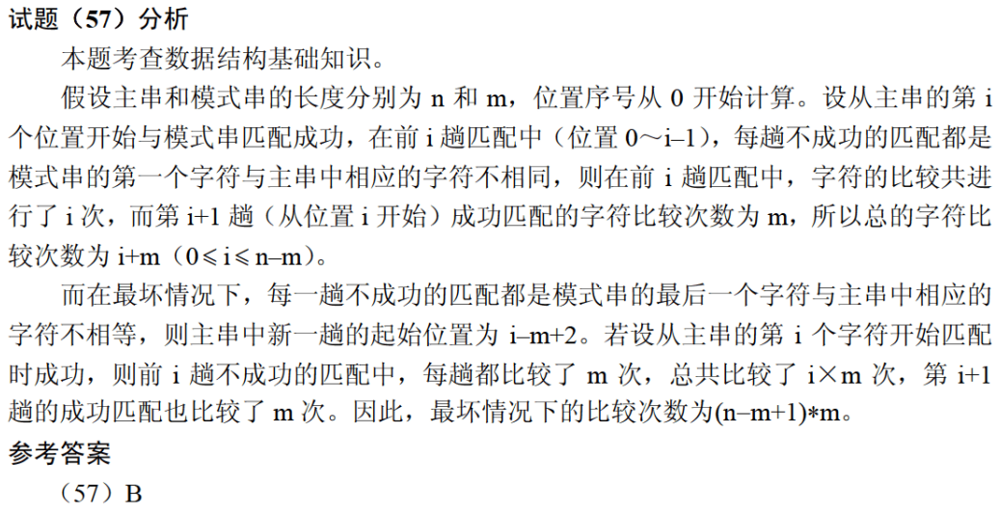 试题（57）分析
本题考查数据结构基础知识。
假设主串和模式串的长度分别为 n 和 m，位置序号从 0 开始计算。设从主串的第 i
个位置开始与模式串匹配成功，在前 i 趟匹配中（位置 0～i–1），每趟不成功的匹配都是
模式串的第一个字符与主串中相应的字符不相同，则在前 i 趟匹配中，字符的比较共进
行了 i 次，而第 i+1 趟（从位置 i 开始）成功匹配的字符比较次数为 m，所以总的字符比
较次数为 i+m（0≤i≤n–m）。
而在最坏情况下，每一趟不成功的匹配都是模式串的最后一个字符与主串中相应的
字符不相等，则主串中新一趟的起始位置为 i–m+2。若设从主串的第 i 个字符开始匹配
时成功，则前 i 趟不成功的匹配中，每趟都比较了 m 次，总共比较了 i×m 次，第 i+1
趟的成功匹配也比较了 m 次。因此，最坏情况下的比较次数为(n–m+1)*m。
参考答案
（57）B